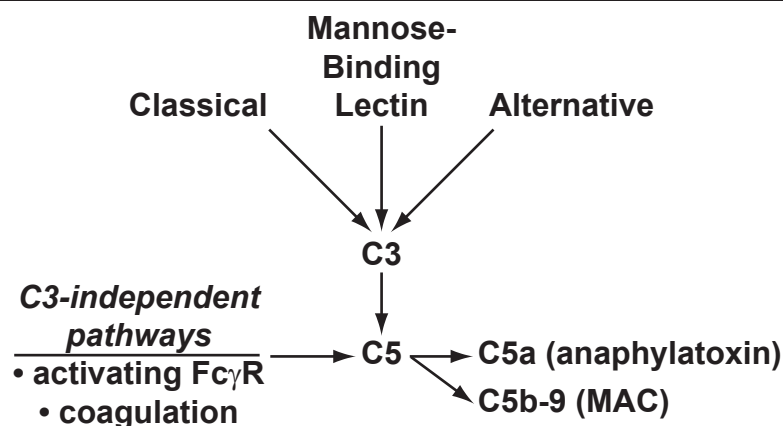 Mannose-
Binding
Classical Lectin Alternative
C3
C3-independent
pathways
C5 C5a (anaphylatoxin)
• activating FcγR
C5b-9 (MAC)
• coagulation